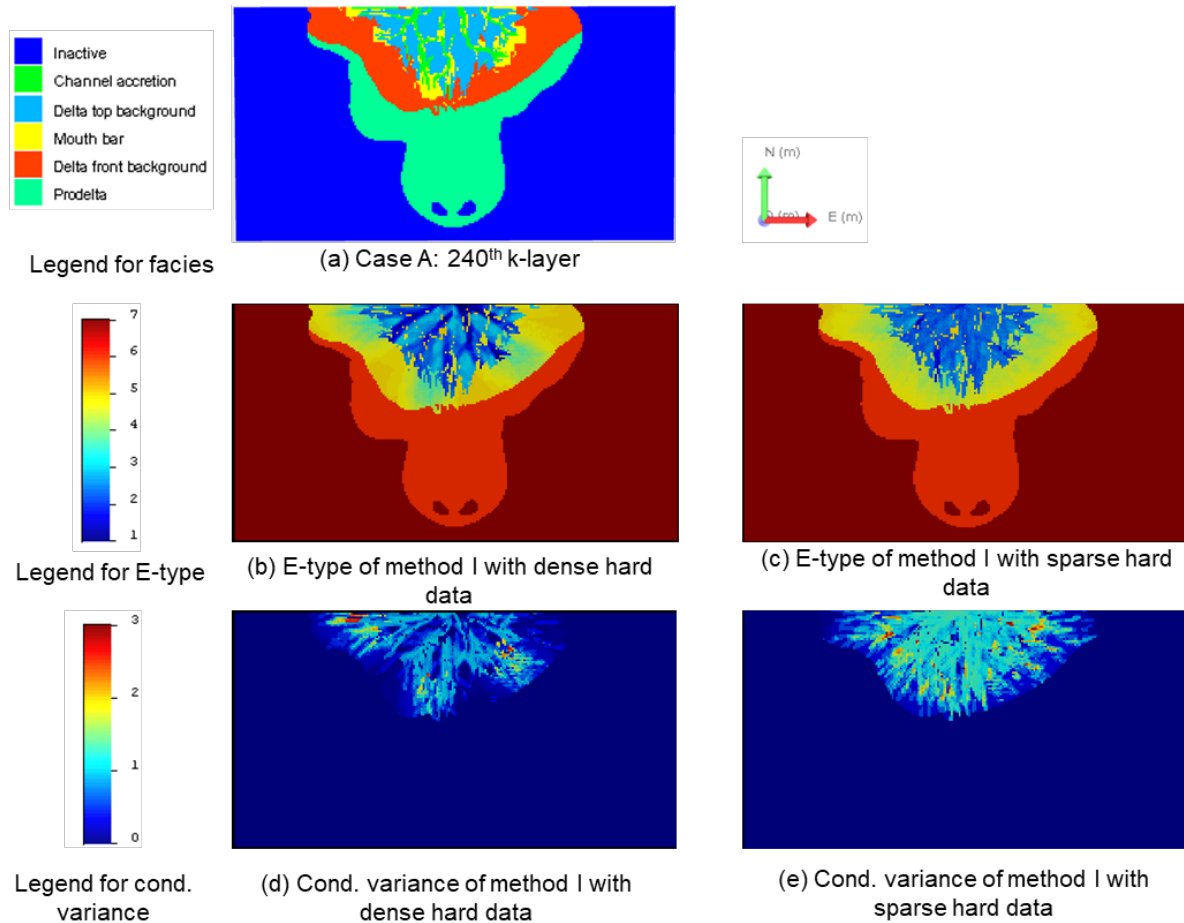 Inactive
Channel accretion
Delta top background
Mouth bar
Delta front background
Prodelta
Legend for facies
(a) Case A: 240th k-layer
N (m)
E (m)
7
6
5
4
3
2
1
Legend for E-type
(b) E-type of method I with dense hard
data
(c) E-type of method I with sparse hard
data
3
2
1
0
Legend for cond.
variance
(d) Cond. variance of method I with
dense hard data
(e) Cond. variance of method I with
sparse hard data